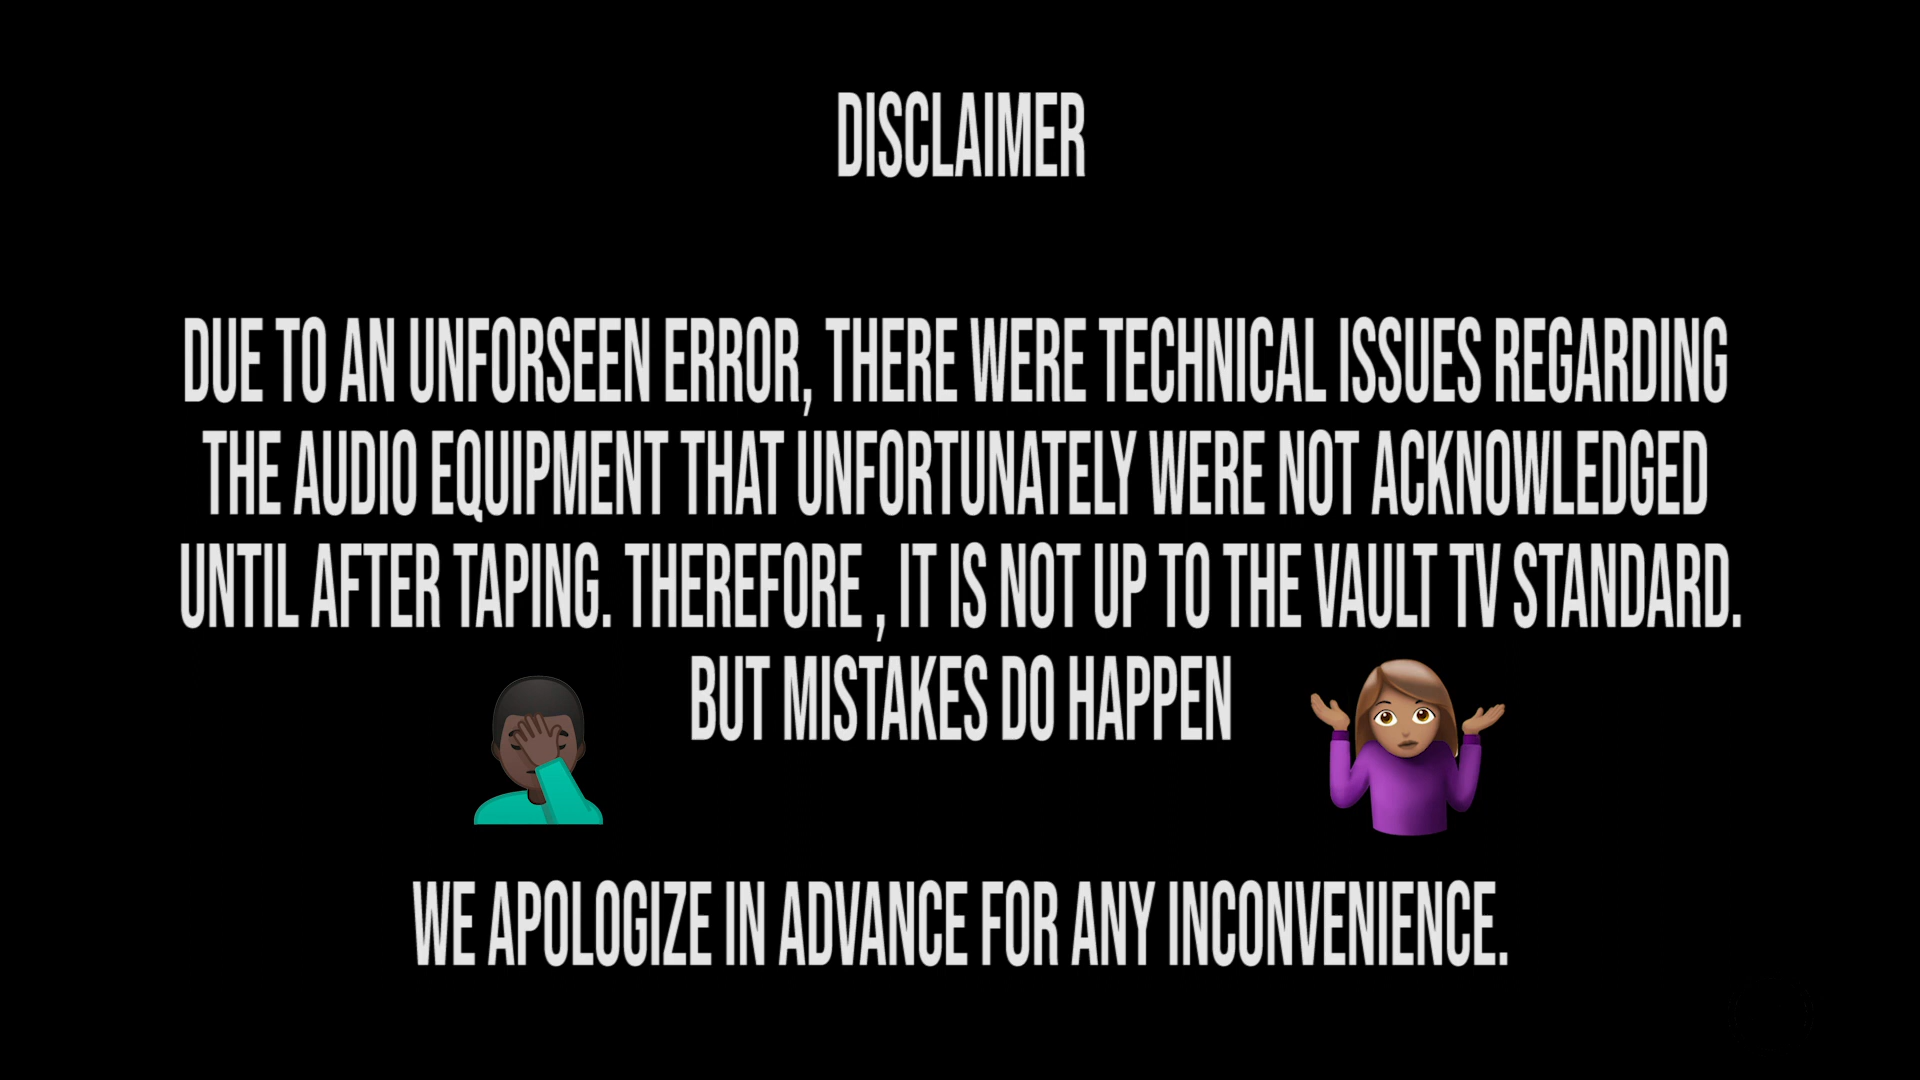 DISCLAIMER
DUE TO AN UNFORSEEN ERROR, THERE WERE TECHNICAL ISSUES REGARDING
THE AUDIO EQUIPMENT THAT UNFORTUNATELY WERE NOT ACKNOWLEDGED
UNTIL AFTER TAPING. THEREFORE , IT IS NOT UP TO THE VAULT TV STANDARD.
BUT MISTAKES DO HAPPEN
WE APOLOGIZE IN ADVANCE FOR ANY INCONVENIENCE.